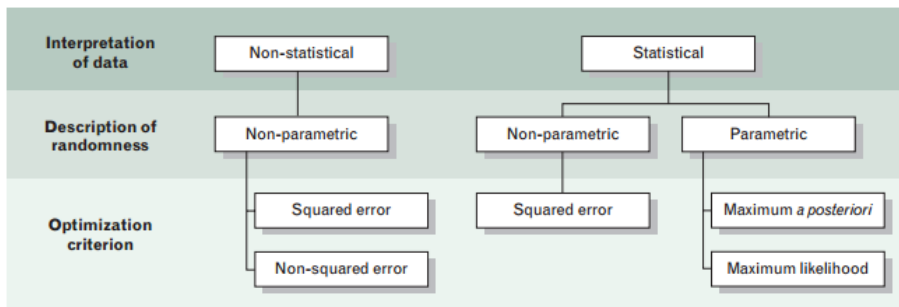 Interpretation
of data
Non-statistical
Statistical
Description of
randomness
Non-parametric
Non-parametric
Parametric
Optimization
criterion
Squared error
Non-squared error
Squared error
Maximum a posteriori
Maximum likelihood